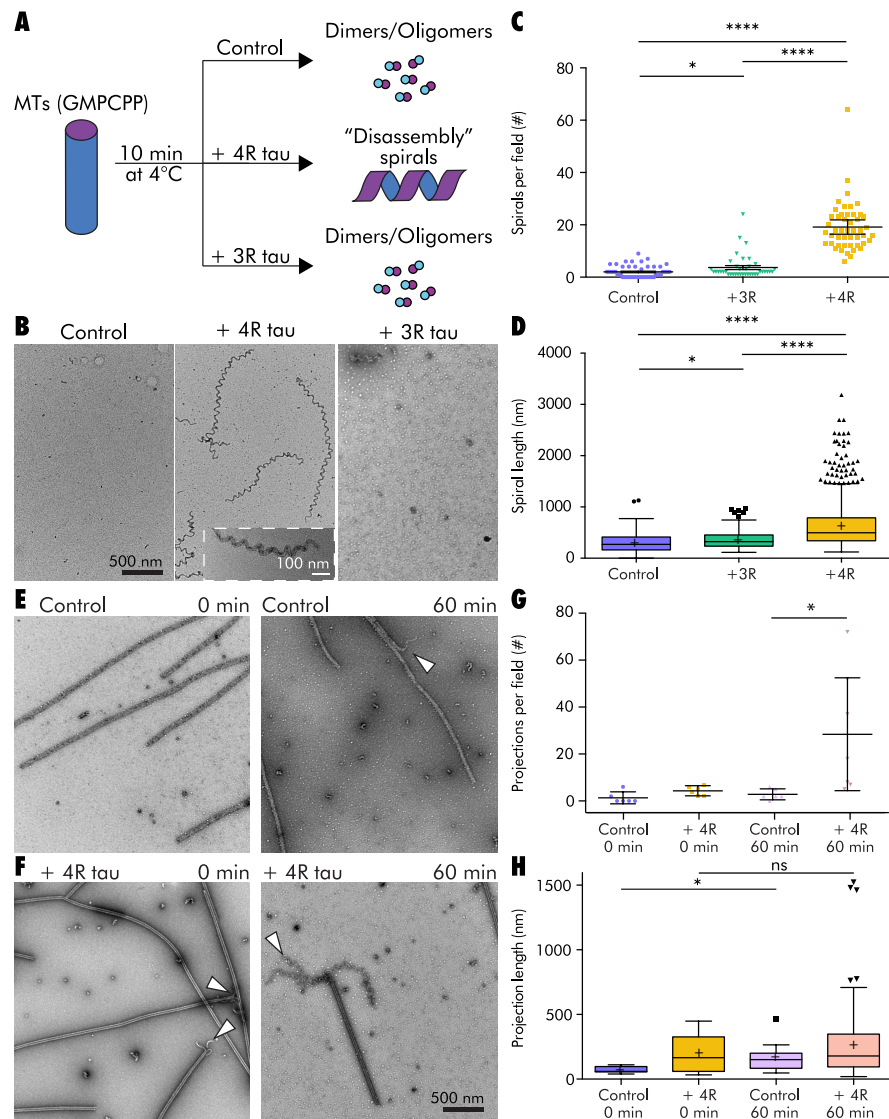 A
MTs (GMPCPP)
10 min
at 4°C
Control
+ 4R tau
+ 3R tau
Dimers/Oligomers
“Disassembly”
spirals
Dimers/Oligomers
B
Control
+ 4R tau
+ 3R tau
500 nm
100 nm
C
****
*
****
Spirals per field (#)
80
60
40
20
0
Control
+3R
+4R
D
****
*
****
Spiral length (nm)
4000
3000
2000
1000
0
Control
+3R
+4R
E
Control
0 min
Control
60 min
F
+ 4R tau
0 min
+ 4R tau
60 min
500 nm
G
*
Projections per field (#)
80
60
40
20
0
Control
0 min
+ 4R
0 min
Control
60 min
+ 4R
60 min
H
ns
*
Projection length (nm)
1500
1000
500
0
Control
0 min
+ 4R
0 min
Control
60 min
+ 4R
60 min